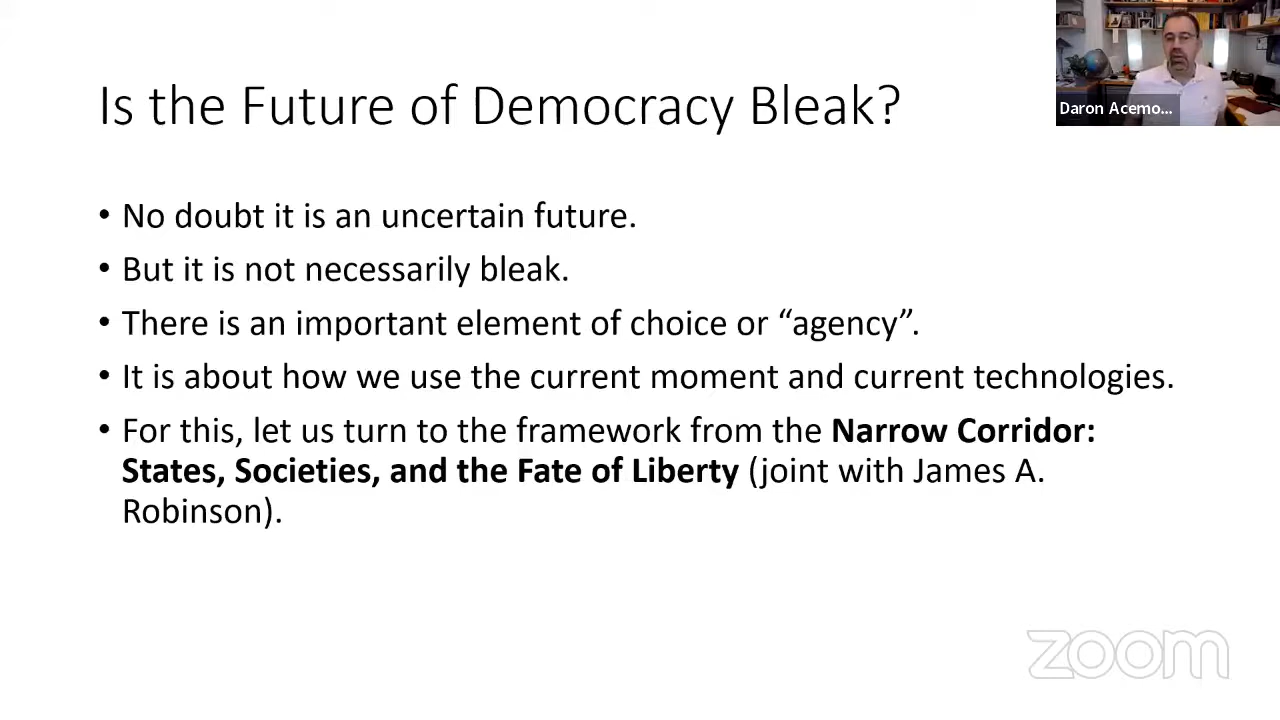 Is the Future of Democracy Bleak?
Daron Acemo...
• No doubt it is an uncertain future.
• But it is not necessarily bleak.
• There is an important element of choice or “agency”.
• It is about how we use the current moment and current technologies.
• For this, let us turn to the framework from the Narrow Corridor:
States, Societies, and the Fate of Liberty (joint with James A.
Robinson).
zoom